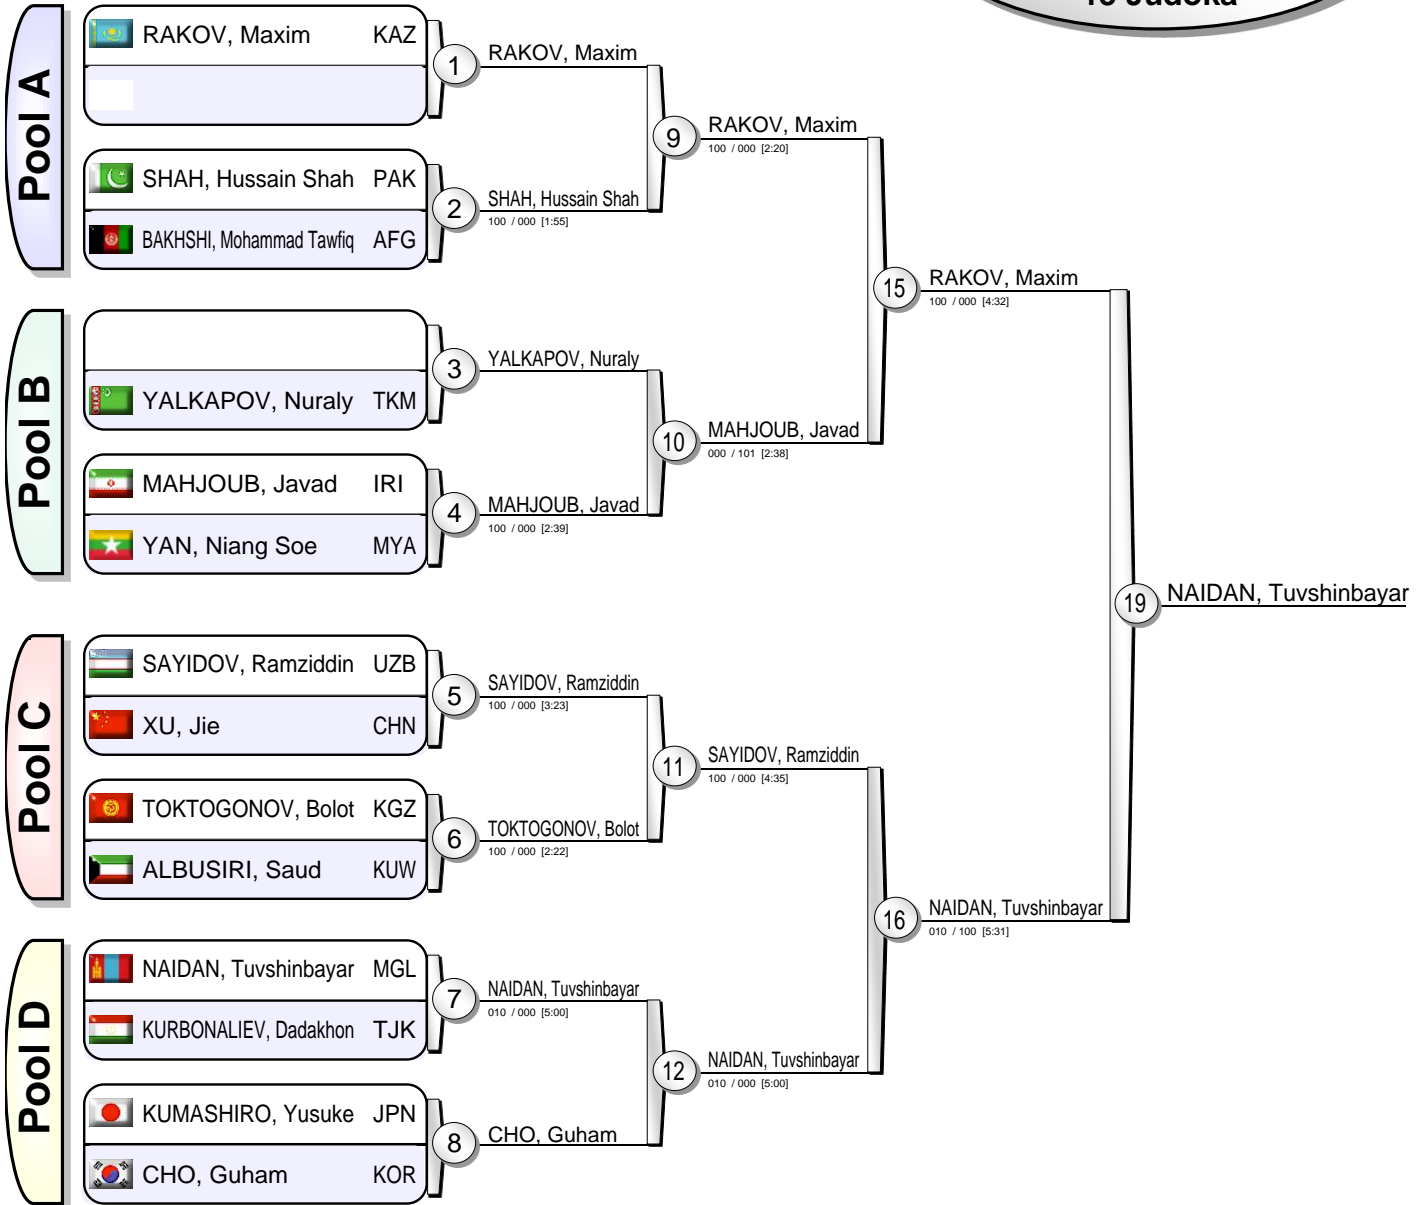 Judoka
Pool A
RAKOV, Maxim KAZ
1
RAKOV, Maxim
SHAH, Hussain Shah PAK
BAKHSHI, Mohammad Tawfiq AFG
2
SHAH, Hussain Shah
100 / 000 [1:55]
9
RAKOV, Maxim
100 / 000 [2:20]
Pool B
3
YALKAPOV, Nuraly
YALKAPOV, Nuraly TKM
MAHJOUB, Javad IRI
YAN, Niang Soe MYA
4
MAHJOUB, Javad
100 / 000 [2:39]
10
MAHJOUB, Javad
000 / 101 [2:38]
15
RAKOV, Maxim
100 / 000 [4:32]
Pool C
SAYIDOV, Ramziddin UZB
XU, Jie CHN
5
SAYIDOV, Ramziddin
100 / 000 [3:23]
TOKTOGONOV, Bolot KGZ
ALBUSIRI, Saud KUW
6
TOKTOGONOV, Bolot
100 / 000 [2:22]
11
SAYIDOV, Ramziddin
100 / 000 [4:35]
Pool D
NAIDAN, Tuvshinbayar MGL
KURBONALIEV, Dadakhon TJK
7
NAIDAN, Tuvshinbayar
010 / 000 [5:00]
KUMASHIRO, Yusuke JPN
CHO, Guham KOR
8
CHO, Guham
12
NAIDAN, Tuvshinbayar
010 / 000 [5:00]
16
NAIDAN, Tuvshinbayar
010 / 100 [5:31]
19
NAIDAN, Tuvshinbayar